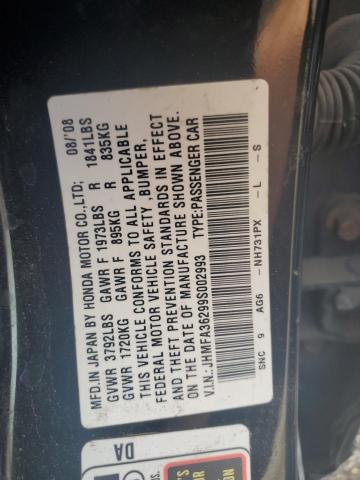 MFD.IN JAPAN BY HONDA MOTOR CO.,LTD; 08/'08
GVWR 3792LBS GAWR F 1973LBS R 1841LBS
GVWR 1720KG GAWR F 895KG R 835KG
THIS VEHICLE CONFORMS TO ALL APPLICABLE
FEDERAL MOTOR VEHICLE SAFETY ,BUMPER,
AND THEFT PREVENTION STANDARDS IN EFFECT
ON THE DATE OF MANUFACTURE SHOWN ABOVE.
V.I.N.:JHMFA36299S002993 TYPE:PASSENGER CAR
SNC 9 AG6 -NH731PX -L -S
DA